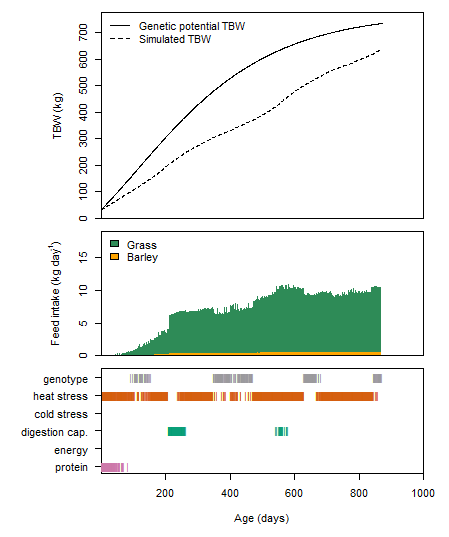 Genetic potential TBW
Simulated TBW
TBW (kg)
0 100 200 300 400 500 600 700
Grass
Barley
Feed intake (kg day-1)
0 5 10 15
genotype
heat stress
cold stress
digestion cap.
energy
protein
200 400 600 800 1000
Age (days)